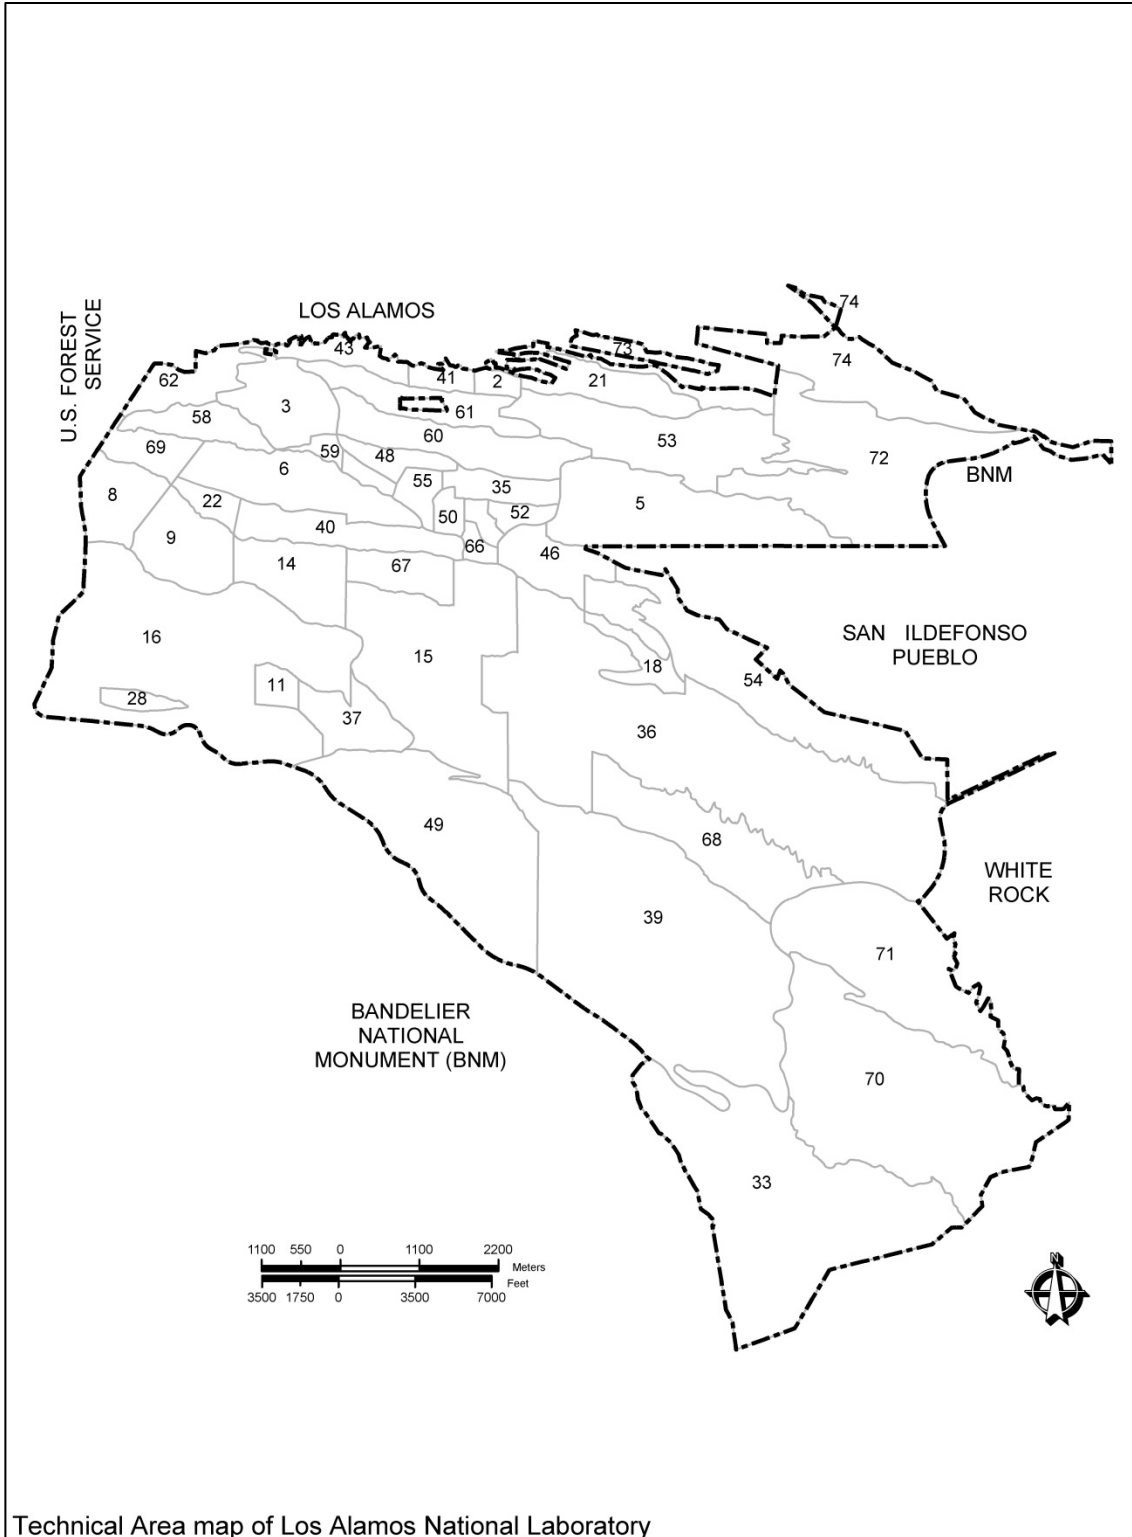 74
LOS ALAMOS
U.S. FOREST
SERVICE
43
73
74
62
41
2
21
3
61
58
60
53
59
69
6
48
72
BNM
55
35
8
22
5
50
52
40
9
66
46
14
67
16
15
SAN ILDEFONSO
PUEBLO
18
54
11
28
37
36
49
68
WHITE
ROCK
39
71
BANDELIER
NATIONAL
MONUMENT (BNM)
70
33
1100 550 0 1100 2200
Meters
Feet
3500 1750 0 3500 7000
N
Technical Area map of Los Alamos National Laboratory